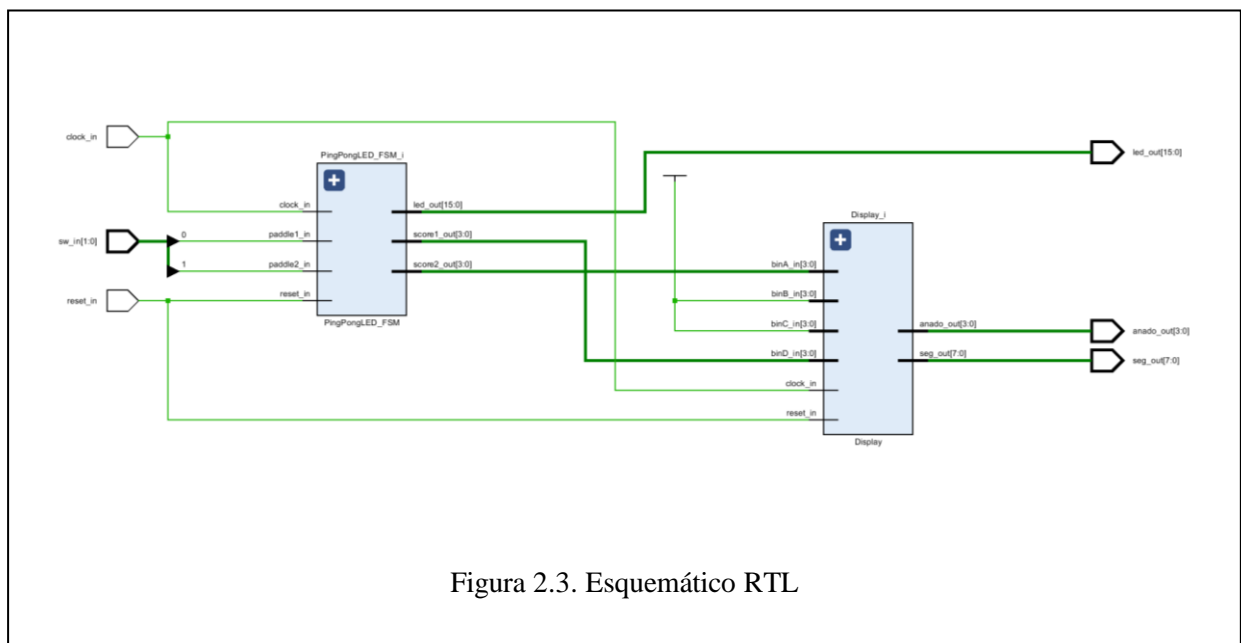 clock_in
PingPongLED_FSM_i
led_out[15:0]
clock_in
led_out[15:0]
Display_i
sw_in[1:0]
0
paddle1_in
score1_out[3:0]
1
paddle2_in
score2_out[3:0]
binA_in[3:0]
reset_in
reset_in
binB_in[3:0]
PingPongLED_FSM
binC_in[3:0]
anado_out[3:0]
anado_out[3:0]
binD_in[3:0]
seg_out[7:0]
seg_out[7:0]
clock_in
reset_in
Display
Figura 2.3. Esquemático RTL